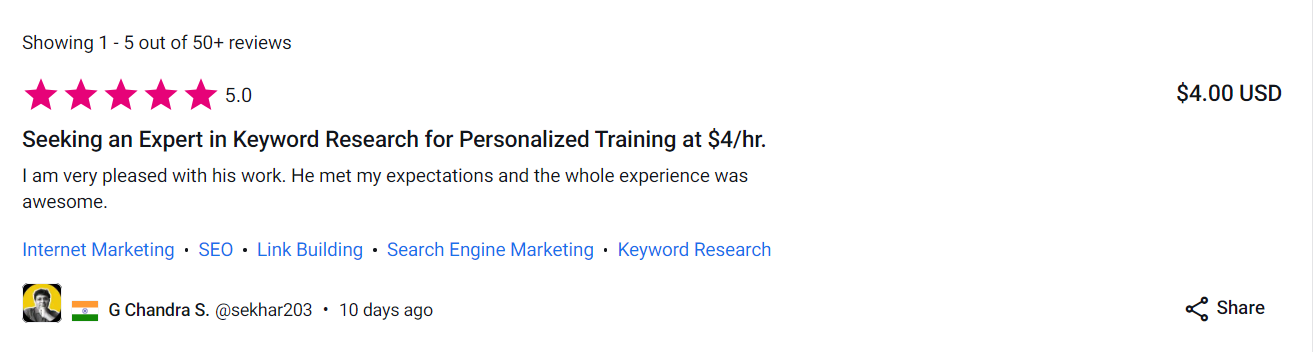 Showing 1 - 5 out of 50+ reviews
5.0
$4.00 USD
Seeking an Expert in Keyword Research for Personalized Training at $4/hr.
I am very pleased with his work. He met my expectations and the whole experience was
awesome.
Internet Marketing • SEO • Link Building • Search Engine Marketing • Keyword Research
G Chandra S. @sekhar203 • 10 days ago
Share